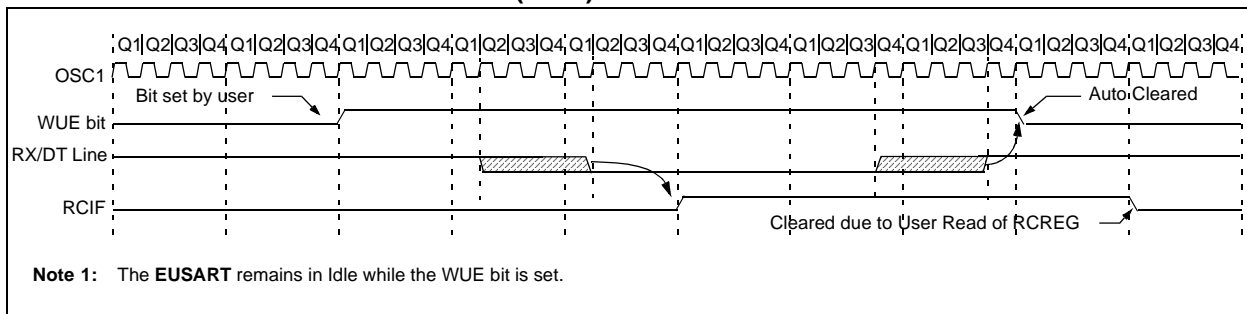 Q1 Q2 Q3 Q4 Q1 Q2 Q3 Q4 Q1 Q2 Q3 Q4 Q1 Q2 Q3 Q4 Q1 Q2 Q3 Q4 Q1 Q2 Q3 Q4 Q1 Q2 Q3 Q4 Q1 Q2 Q3 Q4 Q1 Q2 Q3 Q4 Q1 Q2 Q3 Q4
OSC1
Bit set by user
Auto Cleared
WUE bit
RX/DT Line
RCIF
Cleared due to User Read of RCREG
Note 1: The EUSART remains in Idle while the WUE bit is set.